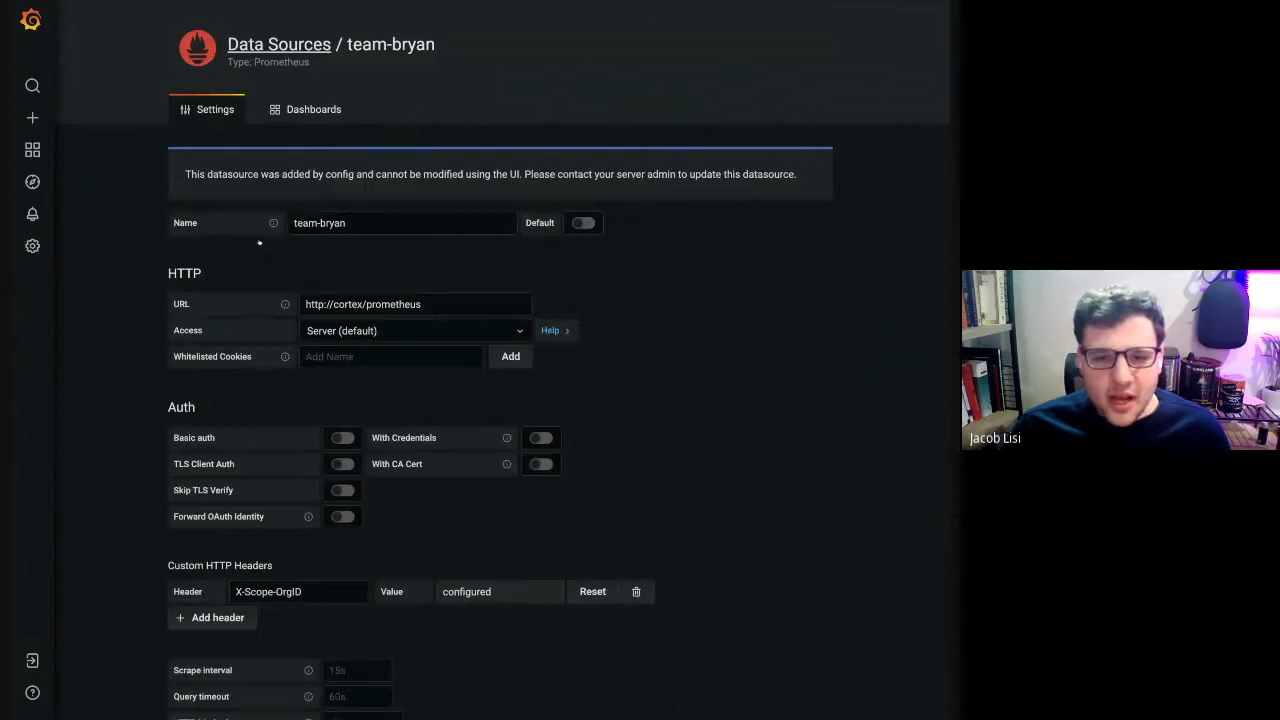 Data Sources / team-bryan
Type: Prometheus
Settings
Dashboards
This datasource was added by config and cannot be modified using the UI. Please contact your server admin to update this datasource.
Name
team-bryan
Default
HTTP
URL
http://cortex/prometheus
Access
Server (default)
Help
Whitelisted Cookies
Add Name
Add
Auth
Basic auth
With Credentials
TLS Client Auth
With CA Cert
Skip TLS Verify
Forward OAuth Identity
Custom HTTP Headers
Header
X-Scope-OrgID
Value
configured
Reset
Add header
Scrape interval
15s
Query timeout
60s
Jacob Lisi